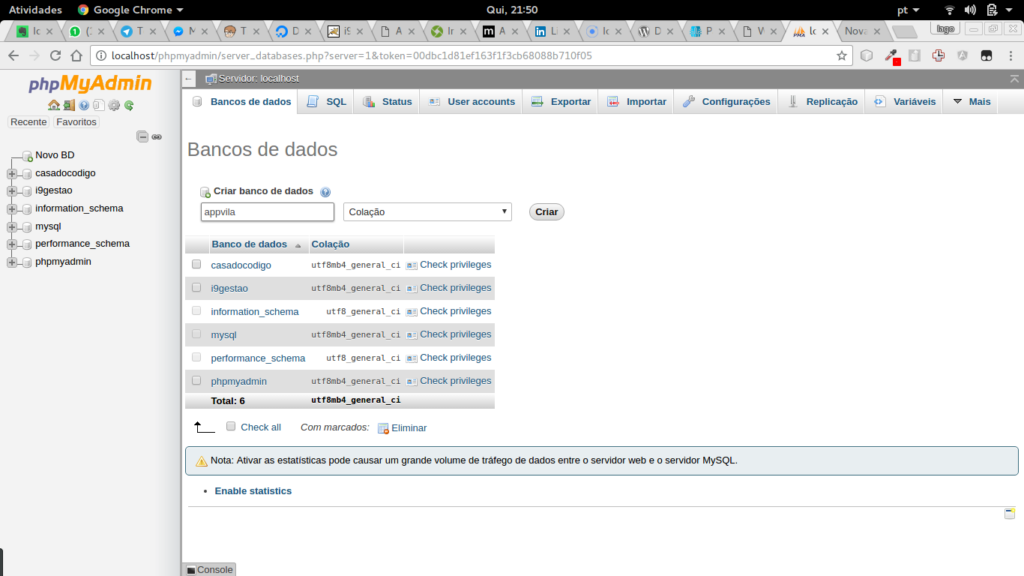 Atividades Google Chrome Qui, 21:50 pt
Nova Iago
localhost/phpmyadmin/server_databases.php?server=1&token=00dbc1d81ef163f1f3cb68088b710f05
phpMyAdmin
Recente Favoritos
Novo BD
casadocodigo
i9gestao
information_schema
mysql
performance_schema
phpmyadmin
Servidor: localhost
Bancos de dados SQL Status User accounts Exportar Importar Configurações Replicação Variáveis Mais
Bancos de dados
Criar banco de dados
appvila Colação Criar
Banco de dados Colação
casadocodigo utf8mb4_general_ci Check privileges
i9gestao utf8mb4_general_ci Check privileges
information_schema utf8_general_ci Check privileges
mysql utf8mb4_general_ci Check privileges
performance_schema utf8_general_ci Check privileges
phpmyadmin utf8mb4_general_ci Check privileges
Total: 6 utf8mb4_general_ci
Check all Com marcados: Eliminar
Nota: Ativar as estatísticas pode causar um grande volume de tráfego de dados entre o servidor web e o servidor MySQL.
• Enable statistics
Console